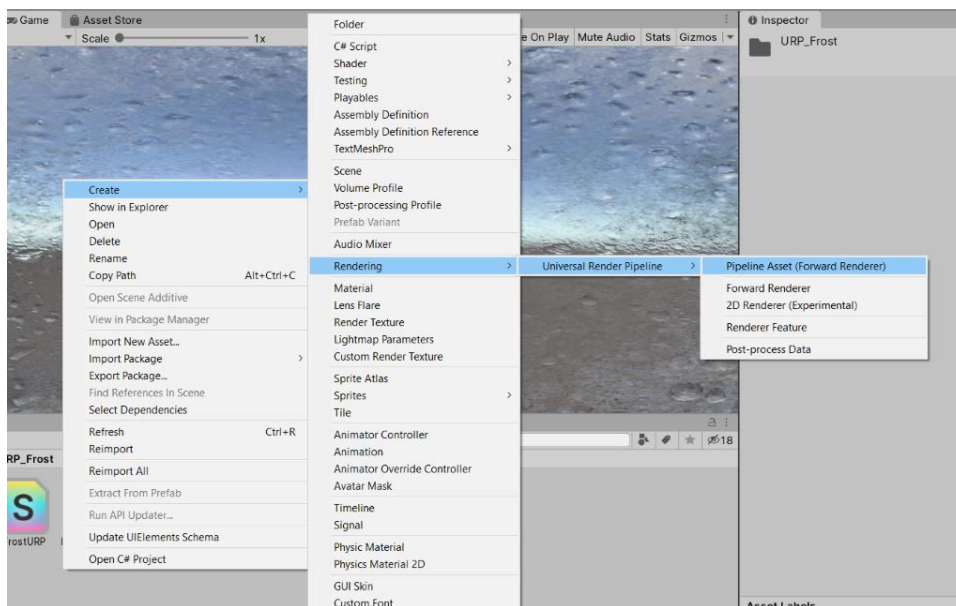 Game
Asset Store
Scale 1x
e On Play Mute Audio Stats Gizmos
Inspector
URP_Frost
Create
Show in Explorer
Open
Delete
Rename
Copy Path Alt+Ctrl+C
Open Scene Additive
View in Package Manager
Import New Asset...
Import Package
Export Package...
Find References In Scene
Select Dependencies
Refresh Ctrl+R
Reimport
Reimport All
Extract From Prefab
Run API Updater...
Update UIElements Schema
Open C# Project
Folder
C# Script
Shader
Testing
Playables
Assembly Definition
Assembly Definition Reference
TextMeshPro
Scene
Volume Profile
Post-processing Profile
Prefab Variant
Audio Mixer
Rendering
Material
Lens Flare
Render Texture
Lightmap Parameters
Custom Render Texture
Sprite Atlas
Sprites
Tile
Animator Controller
Animation
Animator Override Controller
Avatar Mask
Timeline
Signal
Physic Material
Physics Material 2D
GUI Skin
Custom Font
Universal Render Pipeline
Pipeline Asset (Forward Renderer)
Forward Renderer
2D Renderer (Experimental)
Renderer Feature
Post-process Data
18
RP_Frost
S
rostURP
Asset Labels